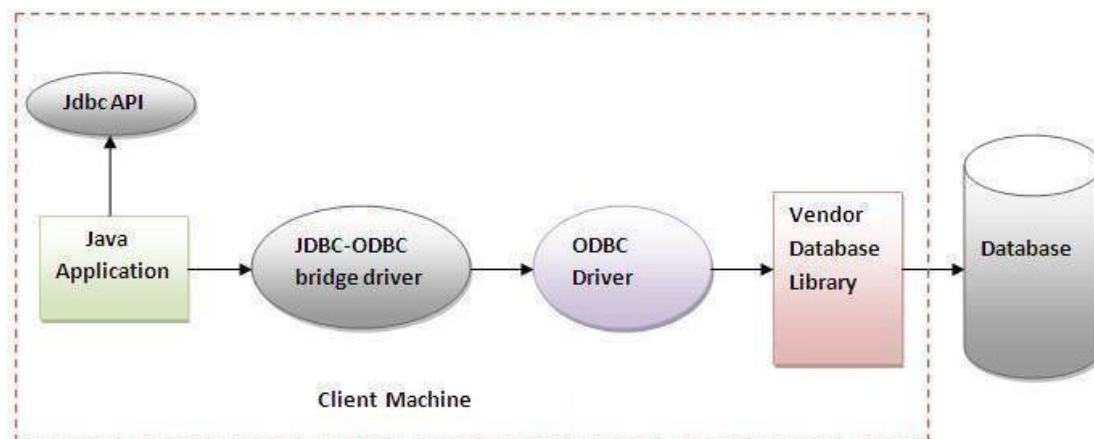 Jdbc API
Java
Application
JDBC-ODBC
bridge driver
ODBC
Driver
Vendor
Database
Library
Database
Client Machine